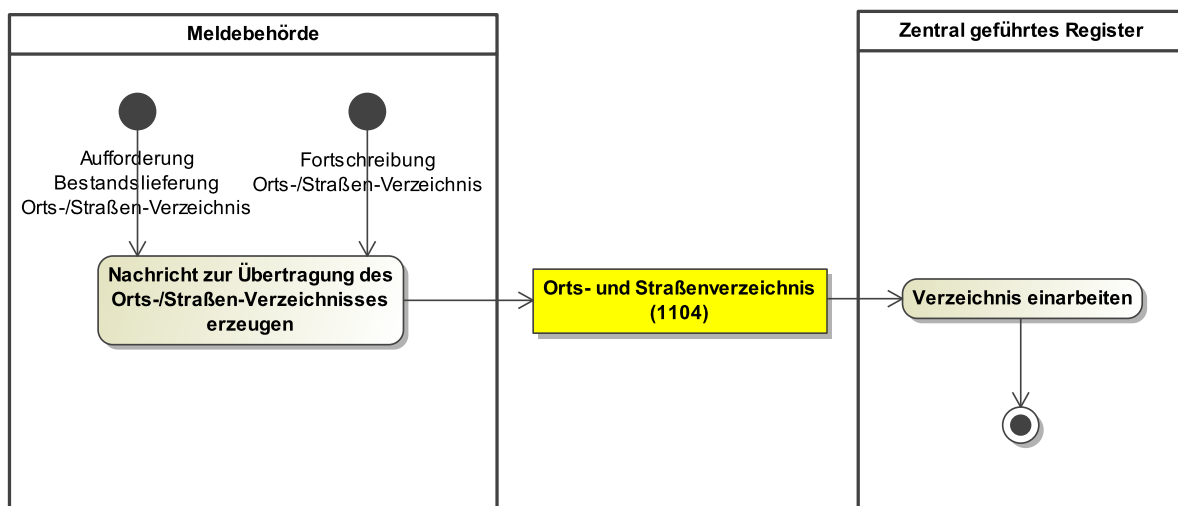 Meldebehörde
Zentral geführtes Register
Aufforderung
Bestandslieferung
Orts-/Straßen-Verzeichnis
Fortschreibung
Orts-/Straßen-Verzeichnis
Nachricht zur Übertragung des
Orts-/Straßen-Verzeichnisses
erzeugen
Orts- und Straßenverzeichnis
(1104)
Verzeichnis einarbeiten